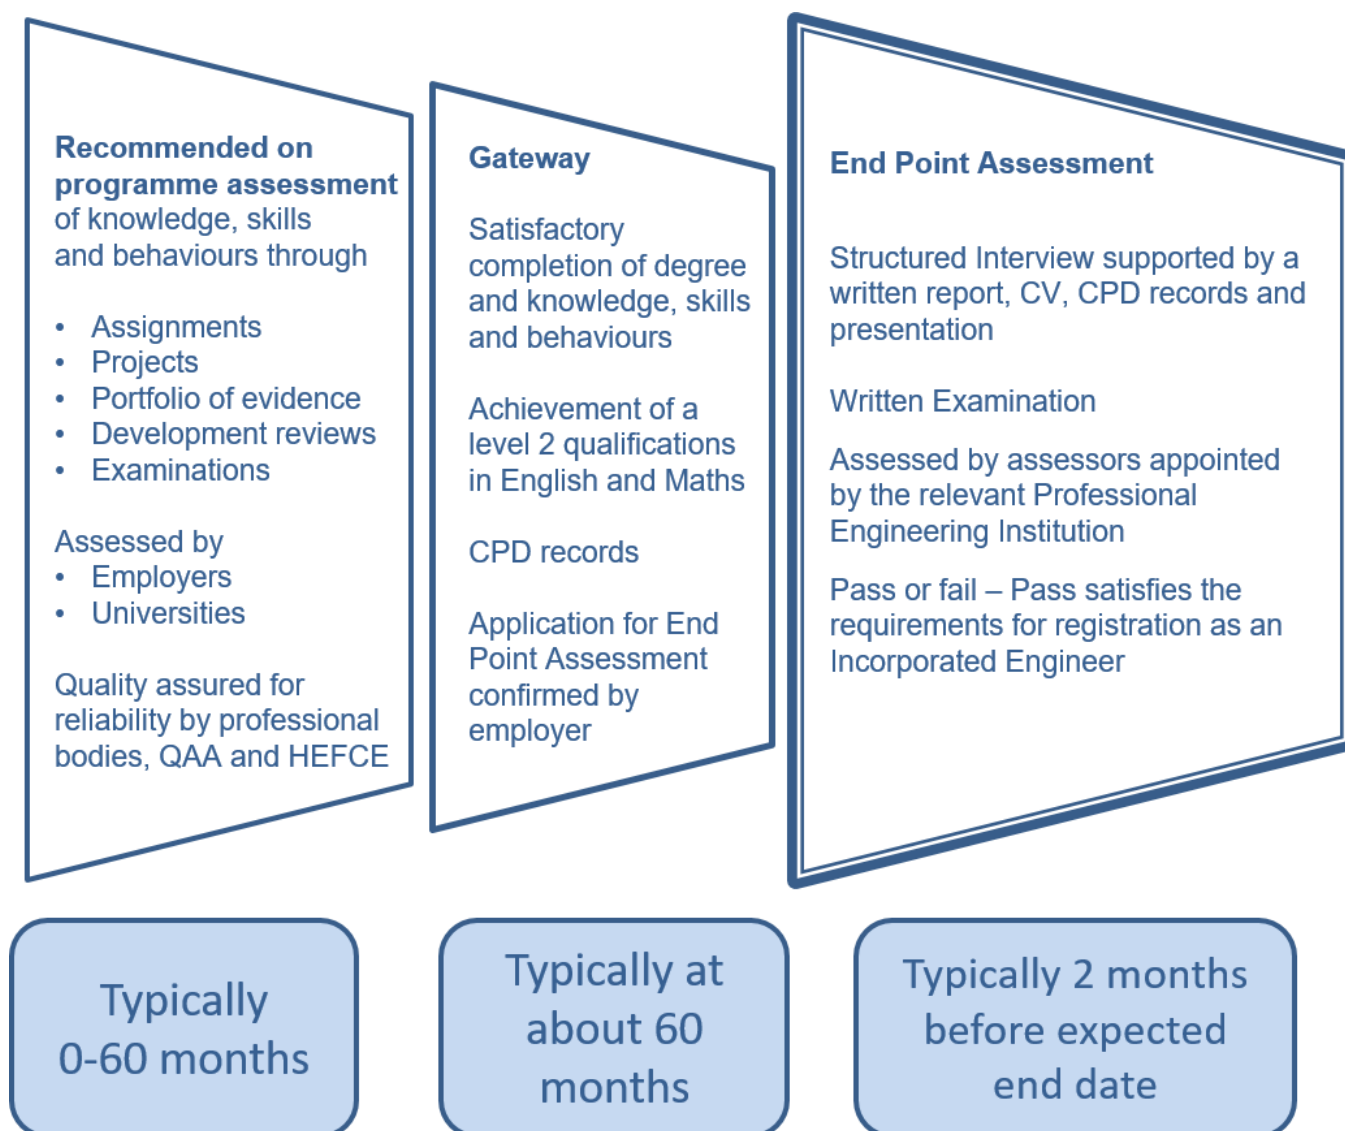 Recommended on
programme assessment
of knowledge, skills
and behaviours through
• Assignments
• Projects
• Portfolio of evidence
• Development reviews
• Examinations
Assessed by
• Employers
• Universities
Quality assured for
reliability by professional
bodies, QAA and HEFCE
Gateway
Satisfactory
completion of degree
and knowledge, skills
and behaviours
Achievement of a
level 2 qualifications
in English and Maths
CPD records
Application for End
Point Assessment
confirmed by
employer
End Point Assessment
Structured Interview supported by a
written report, CV, CPD records and
presentation
Written Examination
Assessed by assessors appointed
by the relevant Professional
Engineering Institution
Pass or fail – Pass satisfies the
requirements for registration as an
Incorporated Engineer
Typically
0-60 months
Typically at
about 60
months
Typically 2 months
before expected
end date